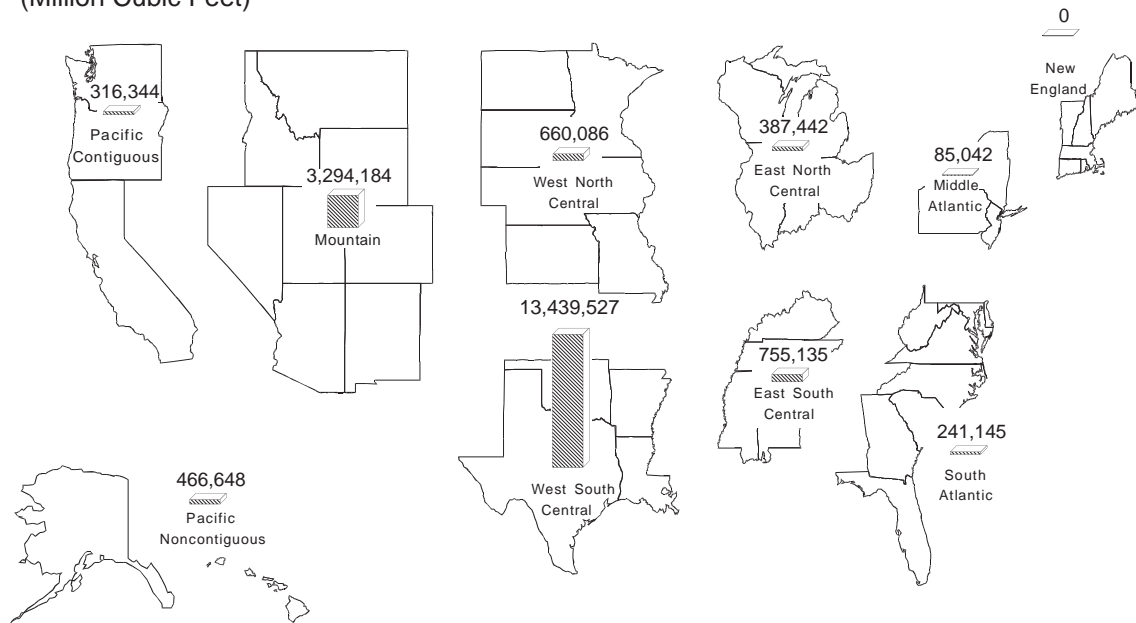 (Million Cubic Feet)
0
New
England
316,344
Pacific
Contiguous
3,294,184
Mountain
660,086
West North
Central
387,442
East North
Central
85,042
Middle
Atlantic
13,439,527
West South
Central
755,135
East South
Central
241,145
South
Atlantic
466,648
Pacific
Noncontiguous